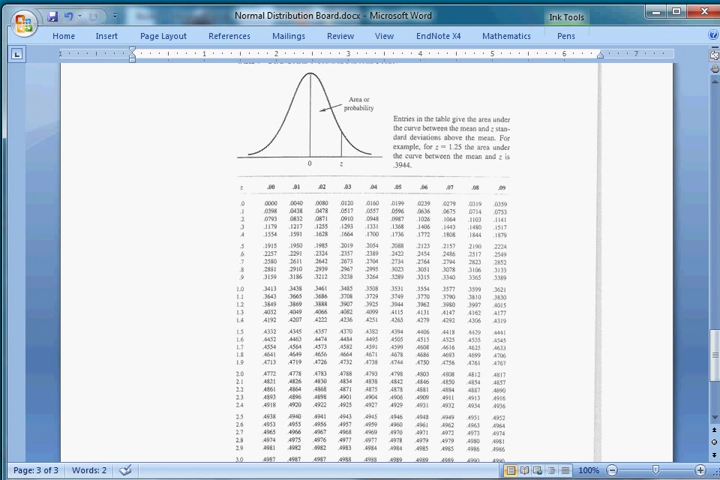 Normal Distribution Board.docx - Microsoft Word
Ink Tools
Home Insert Page Layout References Mailings Review View EndNote X4 Mathematics Pens
Area or
probability
0 z
Entries in the table give the area under
the curve between the mean and z stan-
dard deviations above the mean. For
example, for z = 1.25 the area under
the curve between the mean and z is
.3944.
z .00 .01 .02 .03 .04 .05 .06 .07 .08 .09
.0 .0000 .0040 .0080 .0120 .0160 .0199 .0239 .0279 .0319 .0359
.1 .0398 .0438 .0478 .0517 .0557 .0596 .0636 .0675 .0714 .0753
.2 .0793 .0832 .0871 .0910 .0948 .0987 .1026 .1064 .1103 .1141
.3 .1179 .1217 .1255 .1293 .1331 .1368 .1406 .1443 .1480 .1517
.4 .1554 .1591 .1628 .1664 .1700 .1736 .1772 .1808 .1844 .1879
.5 .1915 .1950 .1985 .2019 .2054 .2088 .2123 .2157 .2190 .2224
.6 .2257 .2291 .2324 .2357 .2389 .2422 .2454 .2486 .2517 .2549
.7 .2580 .2611 .2642 .2673 .2704 .2734 .2764 .2794 .2823 .2852
.8 .2881 .2910 .2939 .2967 .2995 .3023 .3051 .3078 .3106 .3133
.9 .3159 .3186 .3212 .3238 .3264 .3289 .3315 .3340 .3365 .3389
1.0 .3413 .3438 .3461 .3485 .3508 .3531 .3554 .3577 .3599 .3621
1.1 .3643 .3665 .3686 .3708 .3729 .3749 .3770 .3790 .3810 .3830
1.2 .3849 .3869 .3888 .3907 .3925 .3944 .3962 .3980 .3997 .4015
1.3 .4032 .4049 .4066 .4082 .4099 .4115 .4131 .4147 .4162 .4177
1.4 .4192 .4207 .4222 .4236 .4251 .4265 .4279 .4292 .4306 .4319
1.5 .4332 .4345 .4357 .4370 .4382 .4394 .4406 .4418 .4429 .4441
1.6 .4452 .4463 .4474 .4484 .4495 .4505 .4515 .4525 .4535 .4545
1.7 .4554 .4564 .4573 .4582 .4591 .4599 .4608 .4616 .4625 .4633
1.8 .4641 .4649 .4656 .4664 .4671 .4678 .4686 .4693 .4699 .4706
1.9 .4713 .4719 .4726 .4732 .4738 .4744 .4750 .4756 .4761 .4767
2.0 .4772 .4778 .4783 .4788 .4793 .4798 .4803 .4808 .4812 .4817
2.1 .4821 .4826 .4830 .4834 .4838 .4842 .4846 .4850 .4854 .4857
2.2 .4861 .4864 .4868 .4871 .4875 .4878 .4881 .4884 .4887 .4890
2.3 .4893 .4896 .4898 .4901 .4904 .4906 .4909 .4911 .4913 .4916
2.4 .4918 .4920 .4922 .4925 .4927 .4929 .4931 .4932 .4934 .4936
2.5 .4938 .4940 .4941 .4943 .4945 .4946 .4948 .4949 .4951 .4952
2.6 .4953 .4955 .4956 .4957 .4959 .4960 .4961 .4962 .4963 .4964
2.7 .4965 .4966 .4967 .4968 .4969 .4970 .4971 .4972 .4973 .4974
2.8 .4974 .4975 .4976 .4977 .4977 .4978 .4979 .4979 .4980 .4981
2.9 .4981 .4982 .4982 .4983 .4984 .4984 .4985 .4985 .4986 .4986
3.0 .4987 .4987 .4987 .4988 .4988 .4989 .4989 .4989 .4990 .4990
Page: 3 of 3 Words: 2 100%